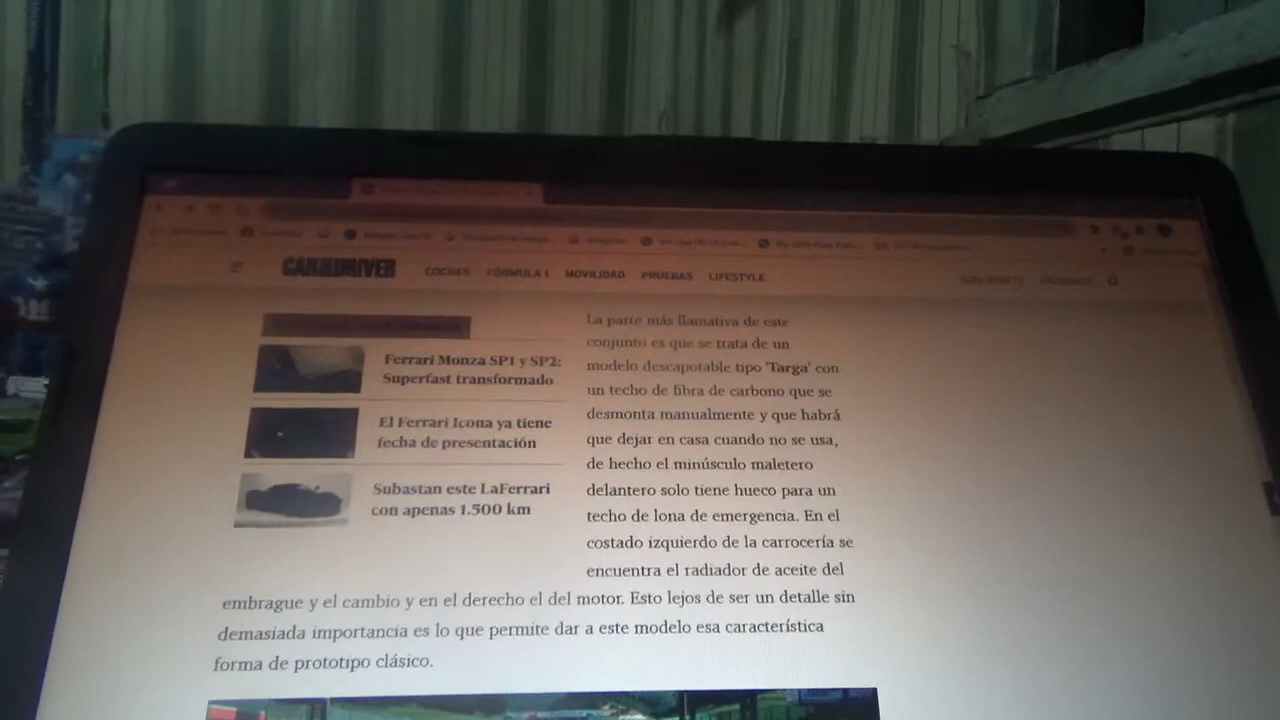 CAR AND DRIVER
COCHES FÓRMULA 1 MOVILIDAD PRUEBAS LIFESTYLE
Ferrari Monza SP1 y SP2:
Superfast transformado
El Ferrari Icona ya tiene
fecha de presentación
Subastan este LaFerrari
con apenas 1.500 km
La parte más llamativa de este
conjunto es que se trata de un
modelo descapotable tipo 'Targa' con
un techo de fibra de carbono que se
desmonta manualmente y que habrá
que dejar en casa cuando no se usa,
de hecho el minúsculo maletero
delantero solo tiene hueco para un
techo de lona de emergencia. En el
costado izquierdo de la carrocería se
encuentra el radiador de aceite del
embrague y el cambio y en el derecho el del motor. Esto lejos de ser un detalle sin
demasiada importancia es lo que permite dar a este modelo esa característica
forma de prototipo clásico.